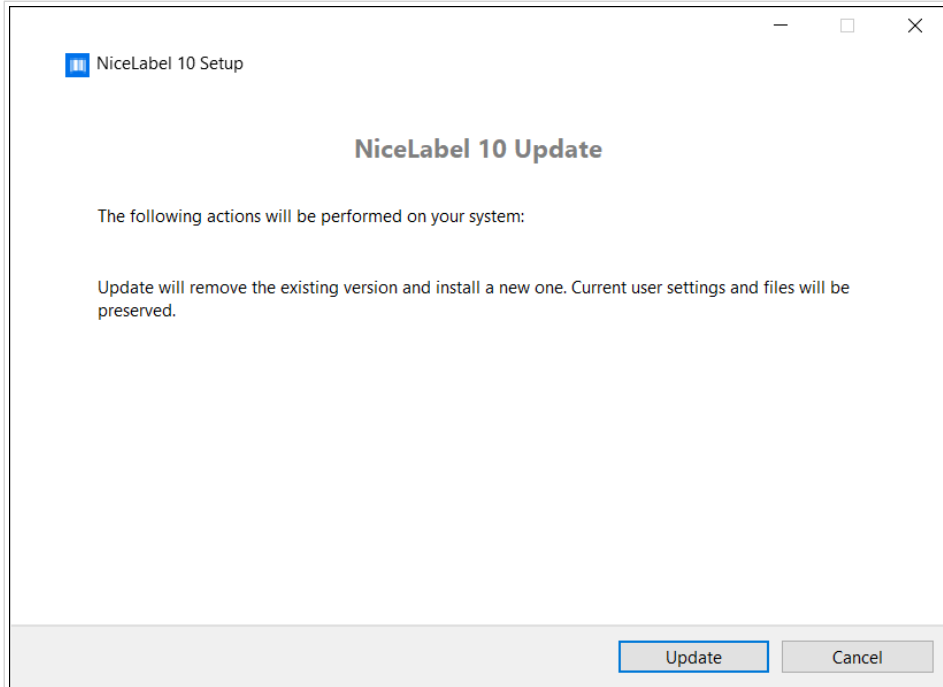 NiceLabel 10 Setup
NiceLabel 10 Update
The following actions will be performed on your system:
Update will remove the existing version and install a new one. Current user settings and files will be
preserved.
Update
Cancel